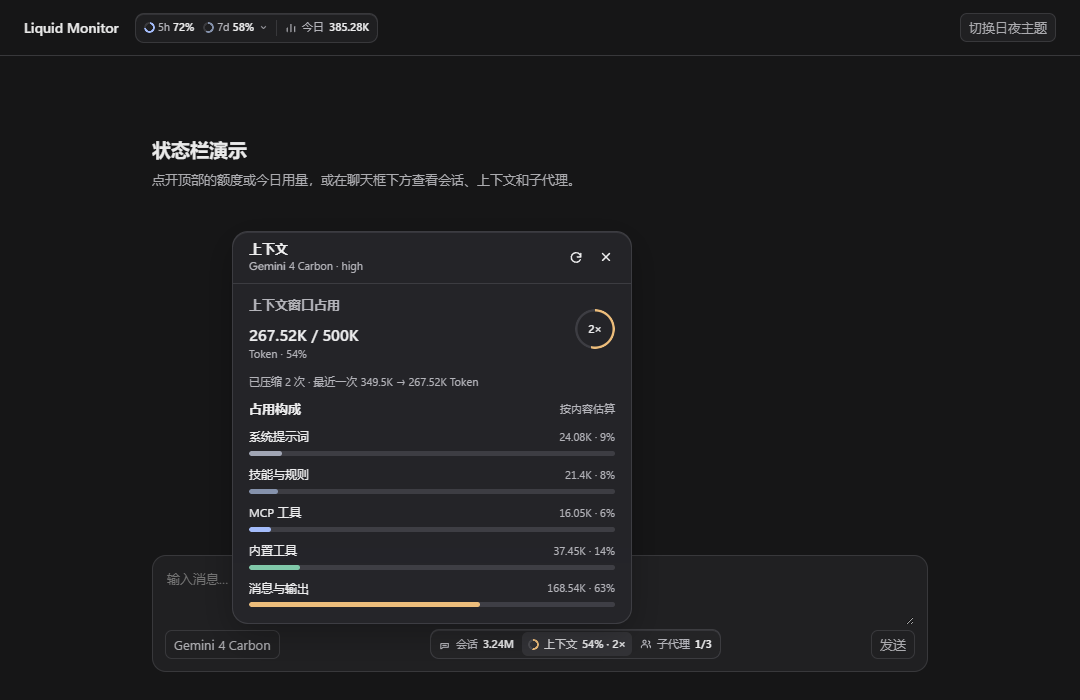 Liquid Monitor
5h 72% 7d 58% 今日 385.28K
切换日夜主题
状态栏演示
点开顶部的额度或今日用量，或在聊天框下方查看会话、上下文和子代理。
上下文
Gemini 4 Carbon · high
上下文窗口占用
267.52K / 500K
2×
Token · 54%
已压缩 2 次 · 最近一次 349.5K → 267.52K Token
占用构成 按内容估算
系统提示词 24.08K · 9%
技能与规则 21.4K · 8%
MCP 工具 16.05K · 6%
内置工具 37.45K · 14%
消息与输出 168.54K · 63%
输入消息...
Gemini 4 Carbon
会话 3.24M 上下文 54% · 2× 子代理 1/3
发送